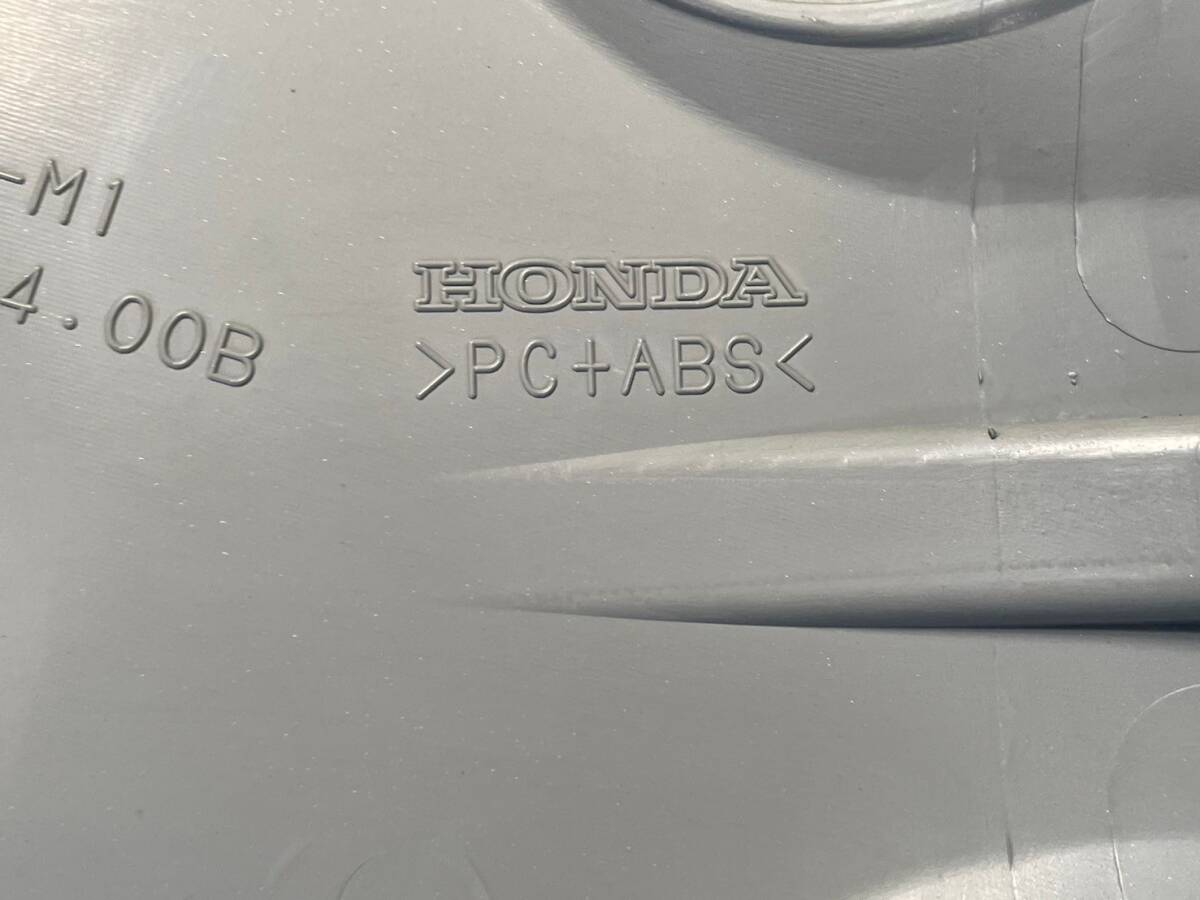 -M1
4.00B
HONDA
>PC+ABS<